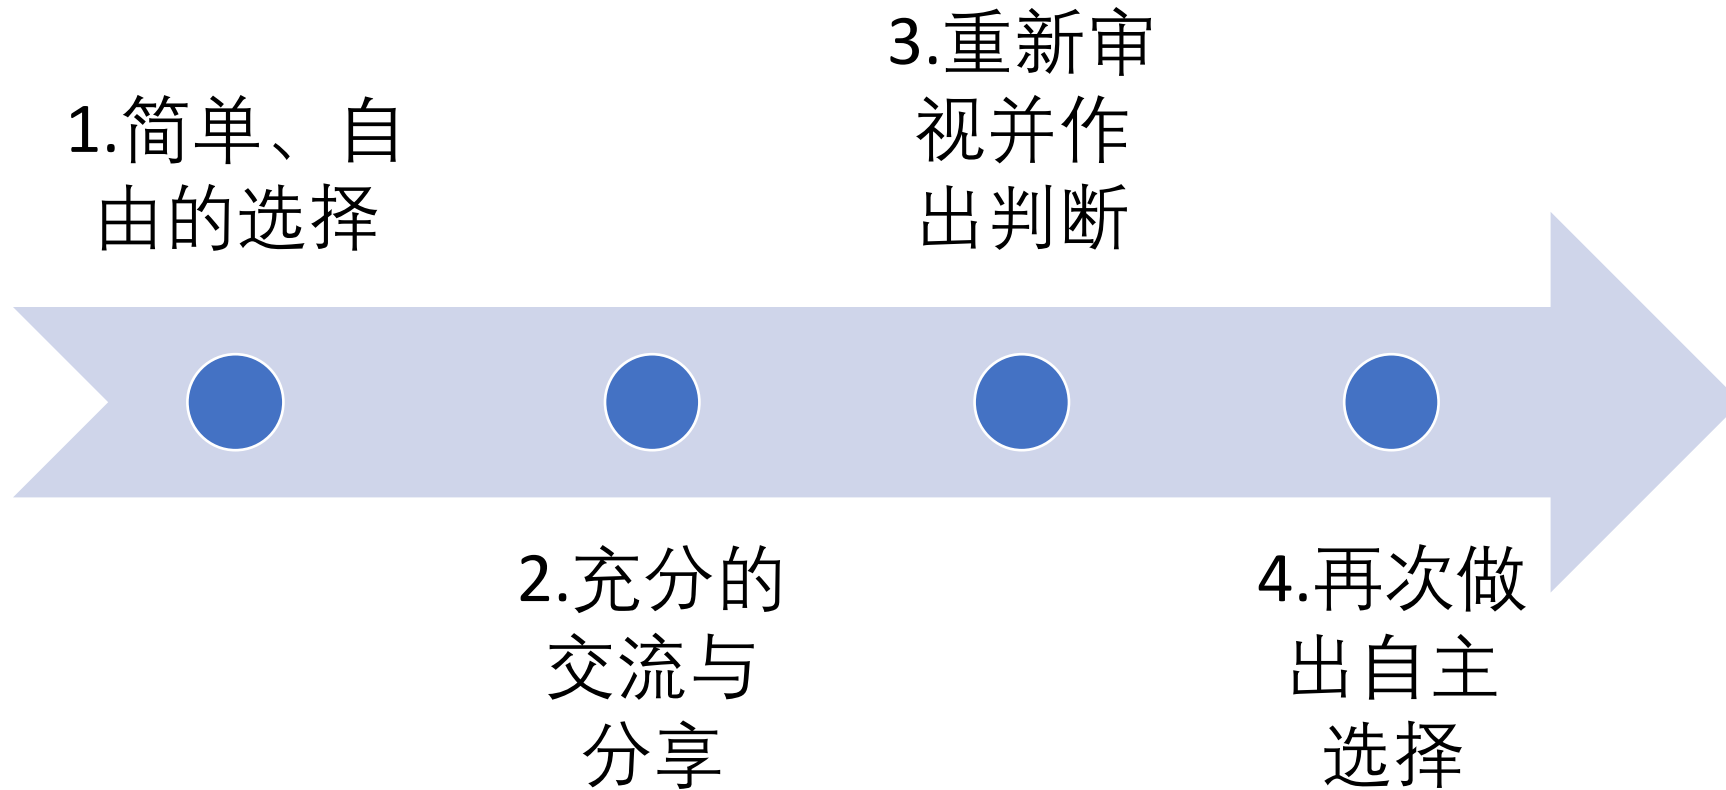 1.简单、自
由的选择
2.充分的
交流与
分享
3.重新审
视并作
出判断
4.再次做
出自主
选择